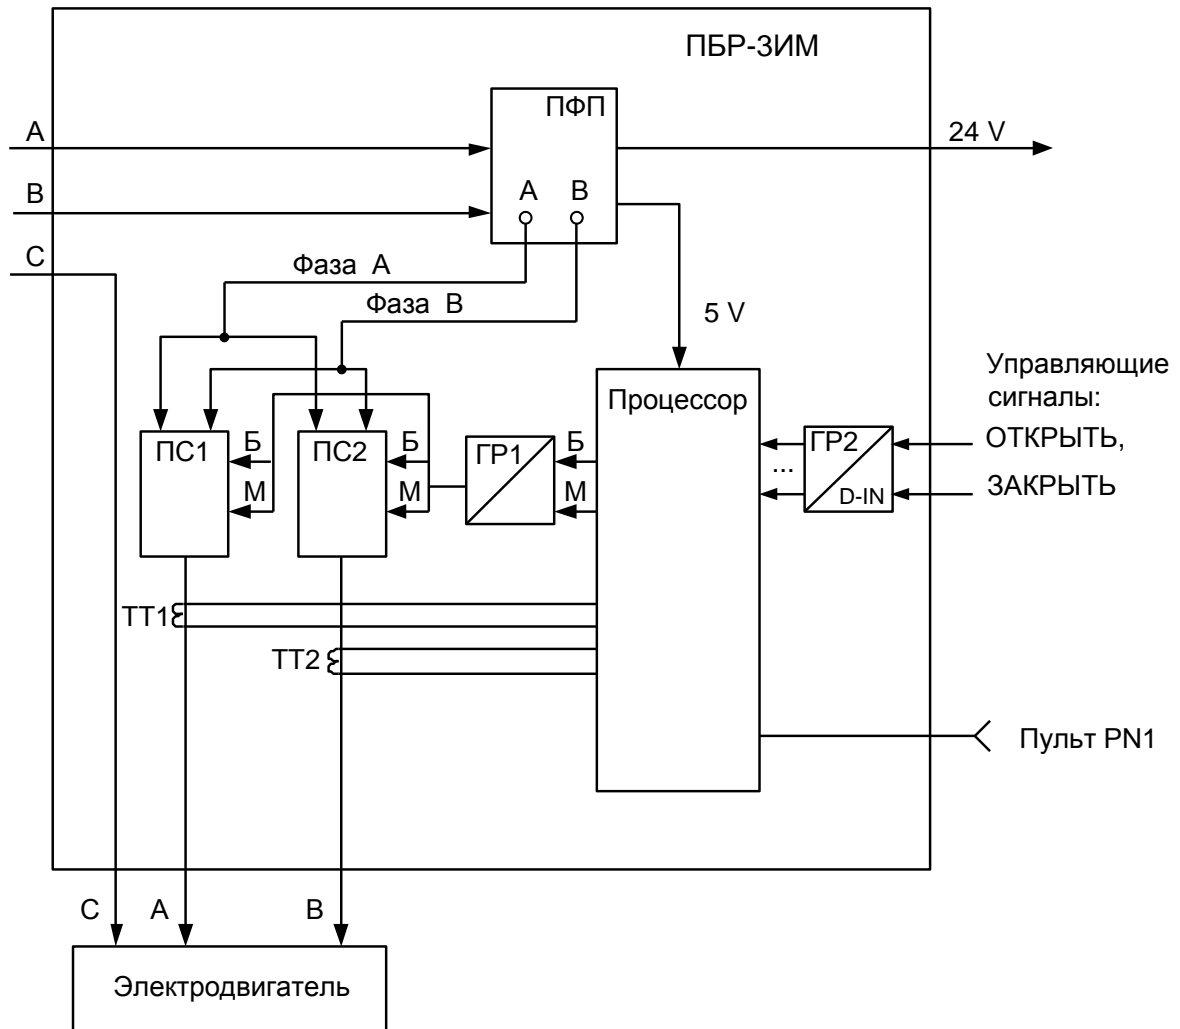 ПБР-3ИМ
ПФП
A
24 V
B
A B
C
Фаза A
Фаза B
5 V
Управляющие
сигналы:
Процессор
ПС1
Б
ПС2
Б
ГР1
Б
ГР2
ОТКРЫТЬ,
...
М
М
М
D-IN
ЗАКРЫТЬ
ТТ1
ТТ2
Пульт PN1
C
A
B
Электродвигатель